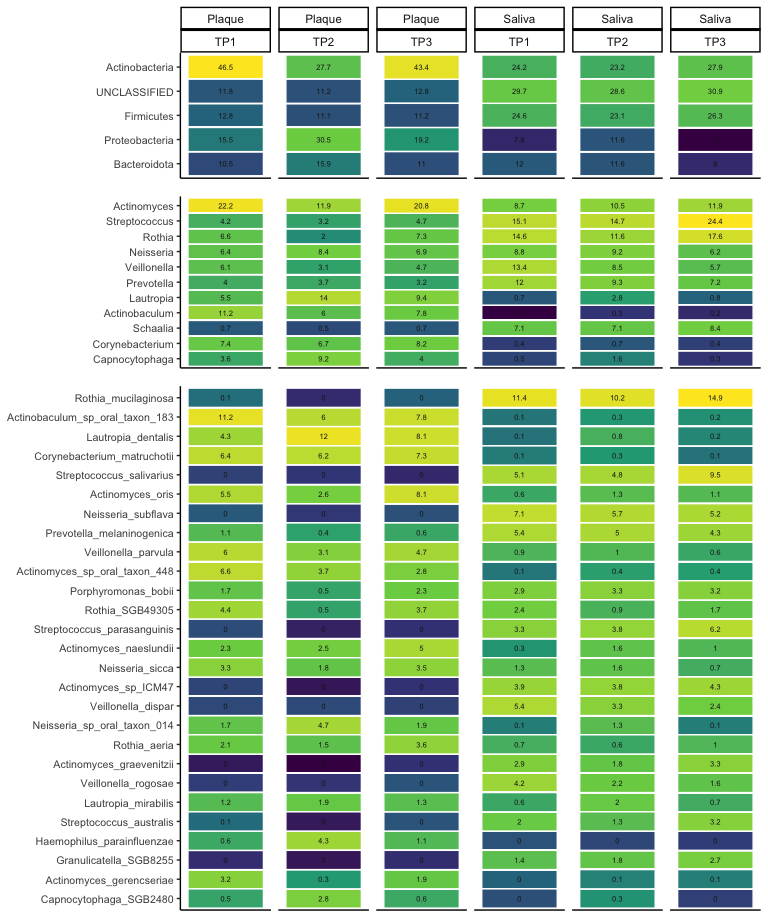 Plaque Plaque Plaque Saliva Saliva Saliva
TP1 TP2 TP3 TP1 TP2 TP3
Actinobacteria 46.5 27.7 43.4 24.2 23.2 27.9
UNCLASSIFIED 11.8 11.2 12.8 29.7 28.6 30.9
Firmicutes 12.8 11.1 11.2 24.6 23.1 26.3
Proteobacteria 15.5 30.5 19.2 7.8 11.6
Bacteroidota 10.5 15.9 11 12 11.6 8
Actinomyces 22.2 11.9 20.8 8.7 10.5 11.9
Streptococcus 4.2 3.2 4.7 15.1 14.7 24.4
Rothia 6.6 2 7.3 14.6 11.6 17.6
Neisseria 6.4 8.4 6.9 8.8 9.2 6.2
Veillonella 6.1 3.1 4.7 13.4 8.5 5.7
Prevotella 4 3.7 3.2 12 9.3 7.2
Lautropia 5.5 14 9.4 0.7 2.8 0.8
Actinobaculum 11.2 6 7.8 0.3 0.2
Schaalia 0.7 0.5 0.7 7.1 7.1 8.4
Corynebacterium 7.4 6.7 8.2 0.4 0.7 0.4
Capnocytophaga 3.6 9.2 4 0.5 1.6 0.3
Rothia_mucilaginosa 0.1 0 0 11.4 10.2 14.9
Actinobaculum_sp_oral_taxon_183 11.2 6 7.8 0.1 0.3 0.2
Lautropia_dentalis 4.3 12 8.1 0.1 0.8 0.2
Corynebacterium_matruchotii 6.4 6.2 7.3 0.1 0.3 0.1
Streptococcus_salivarius 0 0 0 5.1 4.8 9.5
Actinomyces_oris 5.5 2.6 8.1 0.6 1.3 1.1
Neisseria_subflava 0 0 0 7.1 5.7 5.2
Prevotella_melaninogenica 1.1 0.4 0.6 5.4 5 4.3
Veillonella_parvula 6 3.1 4.7 0.9 1 0.6
Actinomyces_sp_oral_taxon_448 6.6 3.7 2.8 0.1 0.4 0.4
Porphyromonas_bobii 1.7 0.5 2.3 2.9 3.3 3.2
Rothia_SGB49305 4.4 0.5 3.7 2.4 0.9 1.7
Streptococcus_parasanguinis 0 0 0 3.3 3.8 6.2
Actinomyces_naeslundii 2.3 2.5 5 0.3 1.6 1
Neisseria_sicca 3.3 1.8 3.5 1.3 1.6 0.7
Actinomyces_sp_ICM47 0 0 0 3.9 3.8 4.3
Veillonella_dispar 0 0 0 5.4 3.3 2.4
Neisseria_sp_oral_taxon_014 1.7 4.7 1.9 0.1 1.3 0.1
Rothia_aeria 2.1 1.5 3.6 0.7 0.6 1
Actinomyces_graevenitzii 0 0 0 2.9 1.8 3.3
Veillonella_rogosae 0 0 0 4.2 2.2 1.6
Lautropia_mirabilis 1.2 1.9 1.3 0.6 2 0.7
Streptococcus_australis 0.1 0 0 2 1.3 3.2
Haemophilus_parainfluenzae 0.6 4.3 1.1 0 0 0
Granulicatella_SGB8255 0 0 0 1.4 1.8 2.7
Actinomyces_gerencseriae 3.2 0.3 1.9 0 0.1 0.1
Capnocytophaga_SGB2480 0.5 2.8 0.6 0 0.3 0